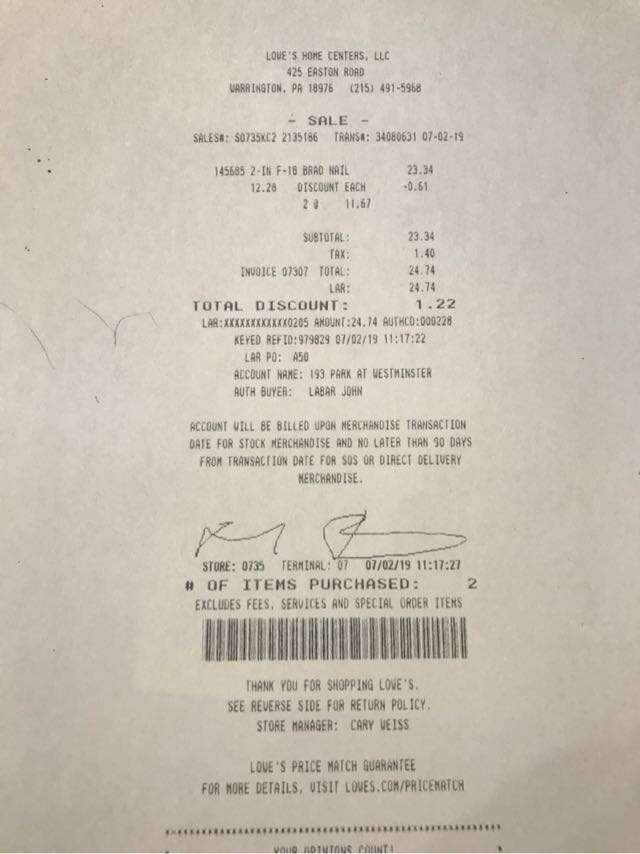 LOWE'S HOME CENTERS, LLC
425 EASTON ROAD
WARRINGTON, PA 18976 (215) 491-5968
- SALE -
SALES#: S0735KC2 2135186 TRANS#: 34080631 07-02-19
145685 2-IN F-18 BRAD NAIL 23.34
12.28 DISCOUNT EACH -0.61
2 @ 11.67
SUBTOTAL: 23.34
TAX: 1.40
INVOICE 07307 TOTAL: 24.74
LAR: 24.74
TOTAL DISCOUNT: 1.22
LAR:XXXXXXXXXXXX0205 AMOUNT:24.74 AUTHCD:000228
KEYED REFID:979829 07/02/19 11:17:22
LAR PO: A50
ACCOUNT NAME: 193 PARK AT WESTMINSTER
AUTH BUYER: LABAR JOHN
ACCOUNT WILL BE BILLED UPON MERCHANDISE TRANSACTION
DATE FOR STOCK MERCHANDISE AND NO LATER THAN 90 DAYS
FROM TRANSACTION DATE FOR SOS OR DIRECT DELIVERY
MERCHANDISE.
STORE: 0735 TERMINAL: 07 07/02/19 11:17:27
# OF ITEMS PURCHASED: 2
EXCLUDES FEES, SERVICES AND SPECIAL ORDER ITEMS
THANK YOU FOR SHOPPING LOWE'S.
SEE REVERSE SIDE FOR RETURN POLICY.
STORE MANAGER: CARY WEISS
LOWE'S PRICE MATCH GUARANTEE
FOR MORE DETAILS, VISIT LOWES.COM/PRICEMATCH
YOUR OPINIONS COUNT!